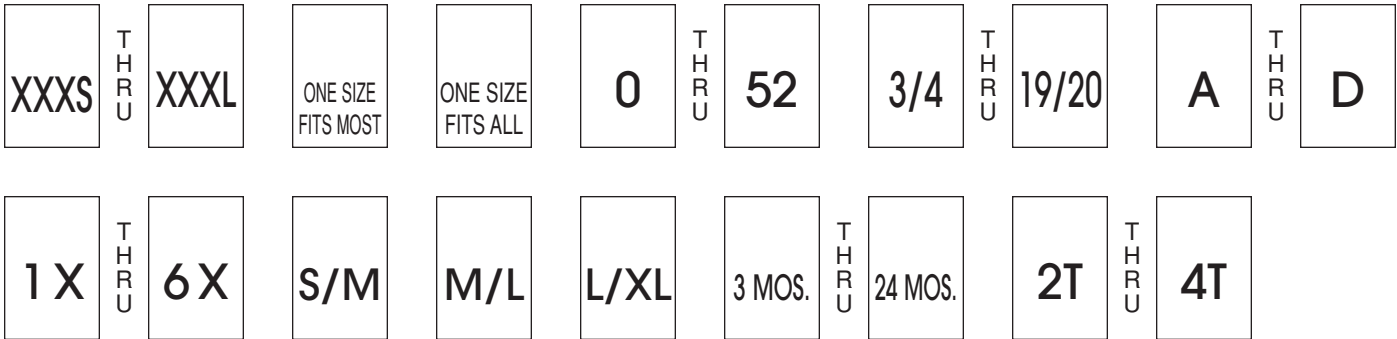 XXXS THRU XXXL ONE SIZE FITS MOST ONE SIZE FITS ALL 0 THRU 52 3/4 THRU 19/20 A THRU D
1X THRU 6X S/M M/L L/XL 3 MOS. THRU 24 MOS. 2T THRU 4T